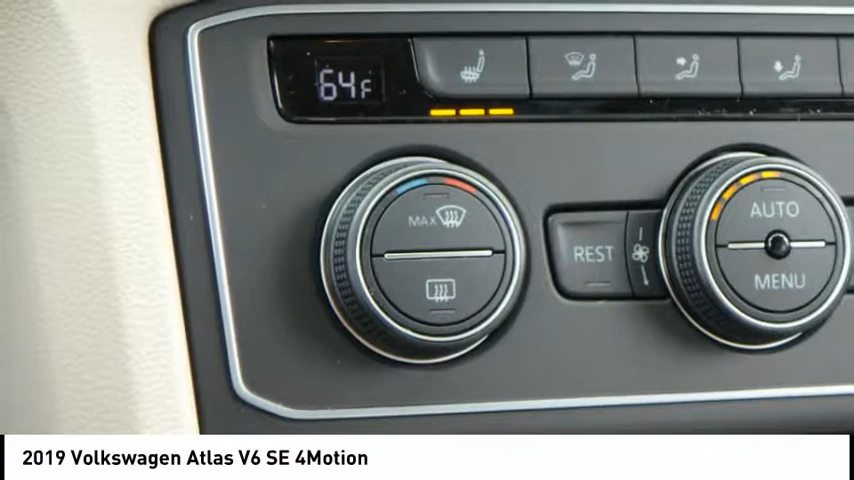 64F
MAX
REST
AUTO
MENU
2019 Volkswagen Atlas V6 SE 4Motion